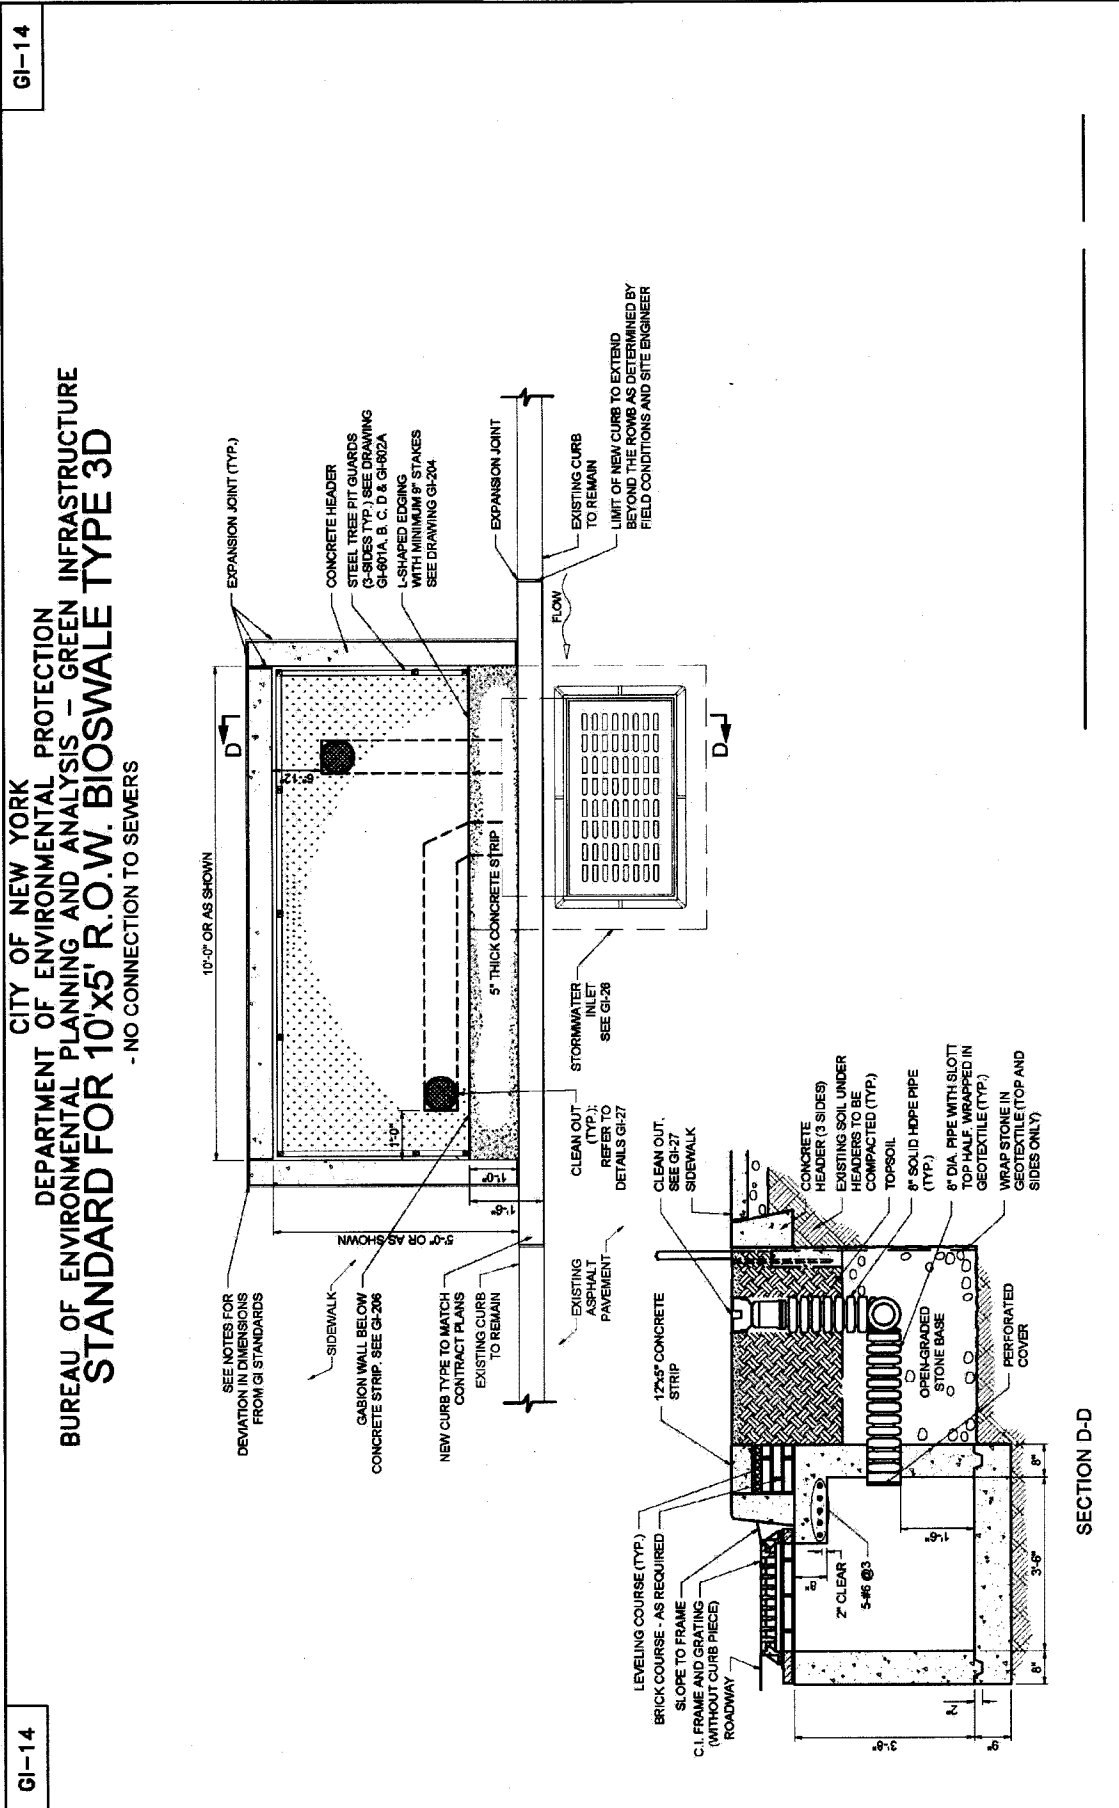 GI-14
GI-14
CITY OF NEW YORK
DEPARTMENT OF ENVIRONMENTAL PROTECTION
BUREAU OF ENVIRONMENTAL PLANNING AND ANALYSIS - GREEN INFRASTRUCTURE
STANDARD FOR 10'x5' R.O.W. BIOSWALE TYPE 3D
- NO CONNECTION TO SEWERS
SEE NOTES FOR
DEVIATION IN DIMENSIONS
FROM GI STANDARDS
SIDEWALK
GABION WALL BELOW
CONCRETE STRIP, SEE GI-206
NEW CURB TYPE TO MATCH
CONTRACT PLANS
EXISTING CURB
TO REMAIN
EXISTING
ASPHALT
PAVEMENT
10'-0" OR AS SHOWN
5'-0" OR AS SHOWN
1'-6"
1'-0"
1'-0"
6"-12"
D
D
5" THICK CONCRETE STRIP
CLEAN OUT
(TYP.);
REFER TO
DETAILS GI-27
STORMWATER
INLET
SEE GI-26
FLOW
EXPANSION JOINT (TYP.)
CONCRETE HEADER
STEEL TREE PIT GUARDS
(3-SIDES TYP.) SEE DRAWING
GI-601A, B, C, D & GI-602A
L-SHAPED EDGING
WITH MINIMUM 9" STAKES
SEE DRAWING GI-204
EXPANSION JOINT
EXISTING CURB
TO REMAIN
LIMIT OF NEW CURB TO EXTEND
BEYOND THE ROWB AS DETERMINED BY
FIELD CONDITIONS AND SITE ENGINEER
LEVELING COURSE (TYP.)
BRICK COURSE - AS REQUIRED
SLOPE TO FRAME
C.I. FRAME AND GRATING
(WITHOUT CURB PIECE)
ROADWAY
12"x5" CONCRETE
STRIP
CLEAN OUT,
SEE GI-27
SIDEWALK
CONCRETE
HEADER (3 SIDES)
EXISTING SOIL UNDER
HEADERS TO BE
COMPACTED (TYP.)
TOPSOIL
8" SOLID HDPE PIPE
(TYP.)
8" DIA. PIPE WITH SLOTT
TOP HALF, WRAPPED IN
GEOTEXTILE (TYP.)
WRAP STONE IN
GEOTEXTILE (TOP AND
SIDES ONLY)
OPEN-GRADED
STONE BASE
PERFORATED
COVER
8"
2" CLEAR
5-#6 @3
1'-6"
3'-8"
2"
9"
8"
3'-6"
8"
SECTION D-D